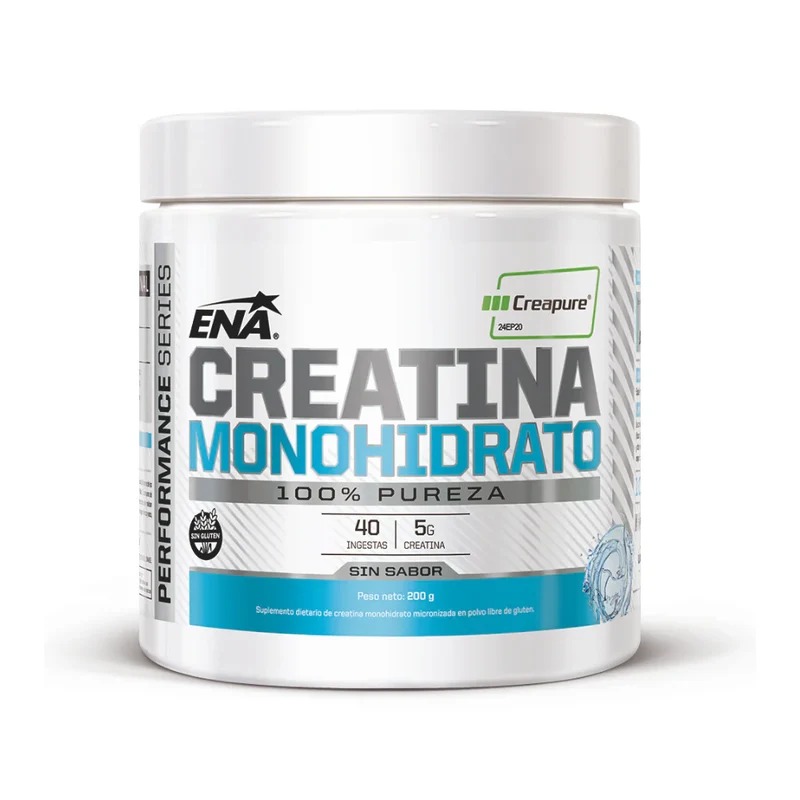 PERFORMANCE SERIES
ENA®
Creapure®
24EP20
CREATINA
MONOHIDRATO
100% PUREZA
SIN GLUTEN
40
INGESTAS
5G
CREATINA
SIN SABOR
Peso neto: 200 g
Suplemento dietario de creatina monohidrato micronizada en polvo libre de gluten.